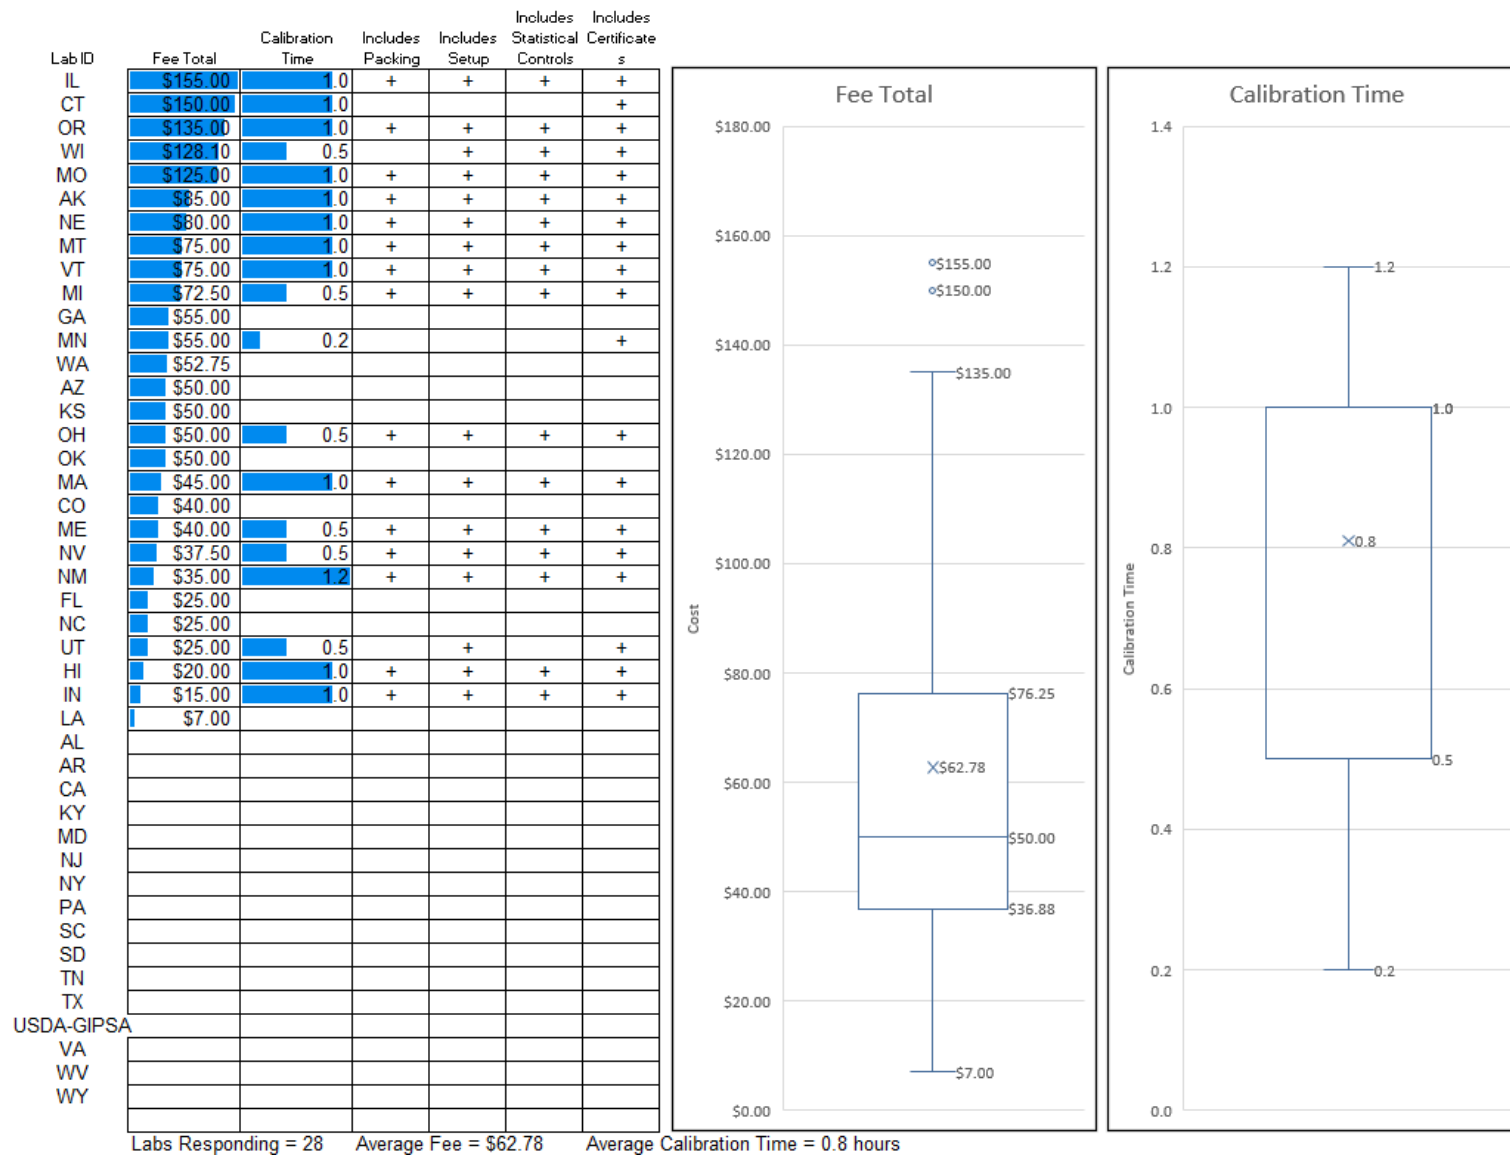 Includes Includes
Calibration Includes Includes Statistical Certificate
Lab ID Fee Total Time Packing Setup Controls s
IL $155.00 1.0 + + + +
CT $150.00 1.0 +
OR $135.00 1.0 + + + +
WI $128.10 0.5 + + +
MO $125.00 1.0 + + + +
AK $85.00 1.0 + + + +
NE $80.00 1.0 + + + +
MT $75.00 1.0 + + + +
VT $75.00 1.0 + + + +
MI $72.50 0.5 + + + +
GA $55.00
MN $55.00 0.2 +
WA $52.75
AZ $50.00
KS $50.00
OH $50.00 0.5 + + + +
OK $50.00
MA $45.00 1.0 + + + +
CO $40.00
ME $40.00 0.5 + + + +
NV $37.50 0.5 + + + +
NM $35.00 1.2 + + + +
FL $25.00
NC $25.00
UT $25.00 0.5 + +
HI $20.00 1.0 + + + +
IN $15.00 1.0 + + + +
LA $7.00
AL
AR
CA
KY
MD
NJ
NY
PA
SC
SD
TN
TX
USDA-GIPSA
VA
WV
WY
Labs Responding = 28 Average Fee = $62.78 Average Calibration Time = 0.8 hours
Fee Total
$180.00
$160.00
$155.00
$150.00
$140.00
$135.00
$120.00
$100.00
Cost
$80.00
$76.25
$62.78
$60.00
$50.00
$40.00
$36.88
$20.00
$7.00
$0.00
Calibration Time
1.4
1.2
1.2
1.0
1.0
0.8
0.8
Calibration Time
0.6
0.5
0.4
0.2
0.2
0.0